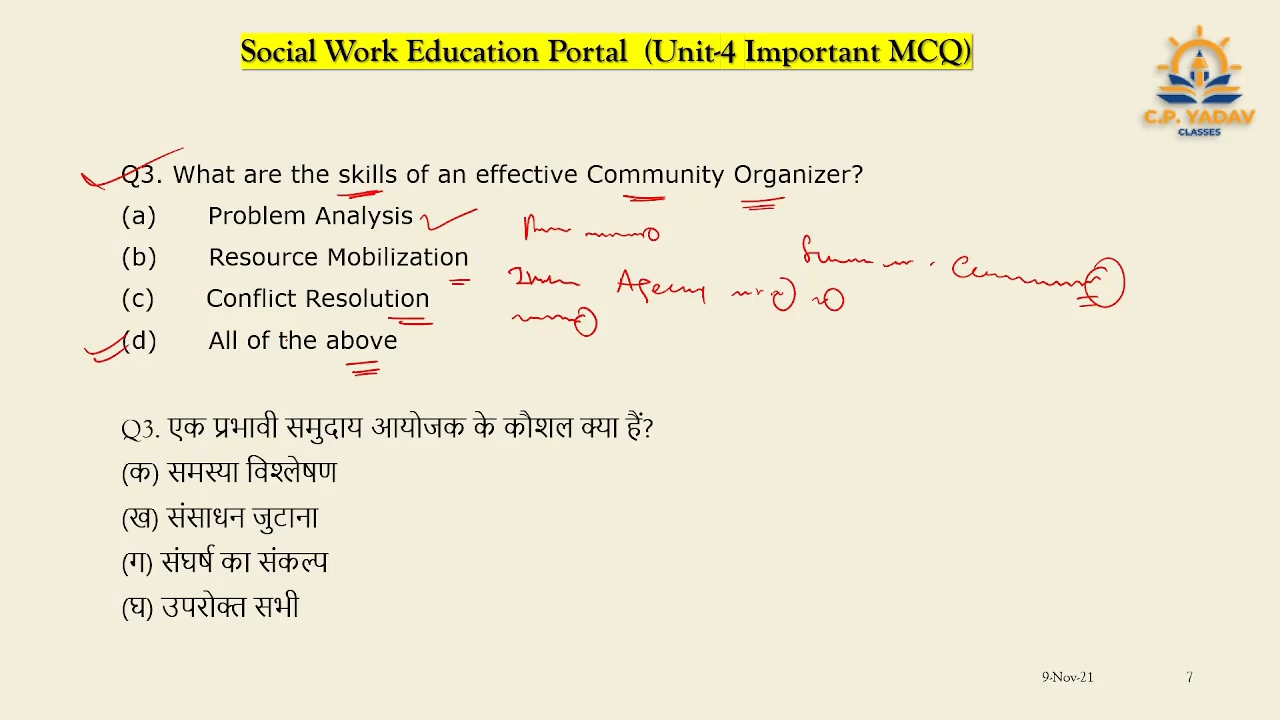 Social Work Education Portal (Unit-4 Important MCQ)
C.P. YADAV
CLASSES
Q3. What are the skills of an effective Community Organizer?
(a) Problem Analysis
(b) Resource Mobilization
(c) Conflict Resolution
(d) All of the above
Agency
Q3. एक प्रभावी समुदाय आयोजक के कौशल क्या हैं?
(क) समस्या विश्लेषण
(ख) संसाधन जुटाना
(ग) संघर्ष का संकल्प
(घ) उपरोक्त सभी
9-Nov-21 7